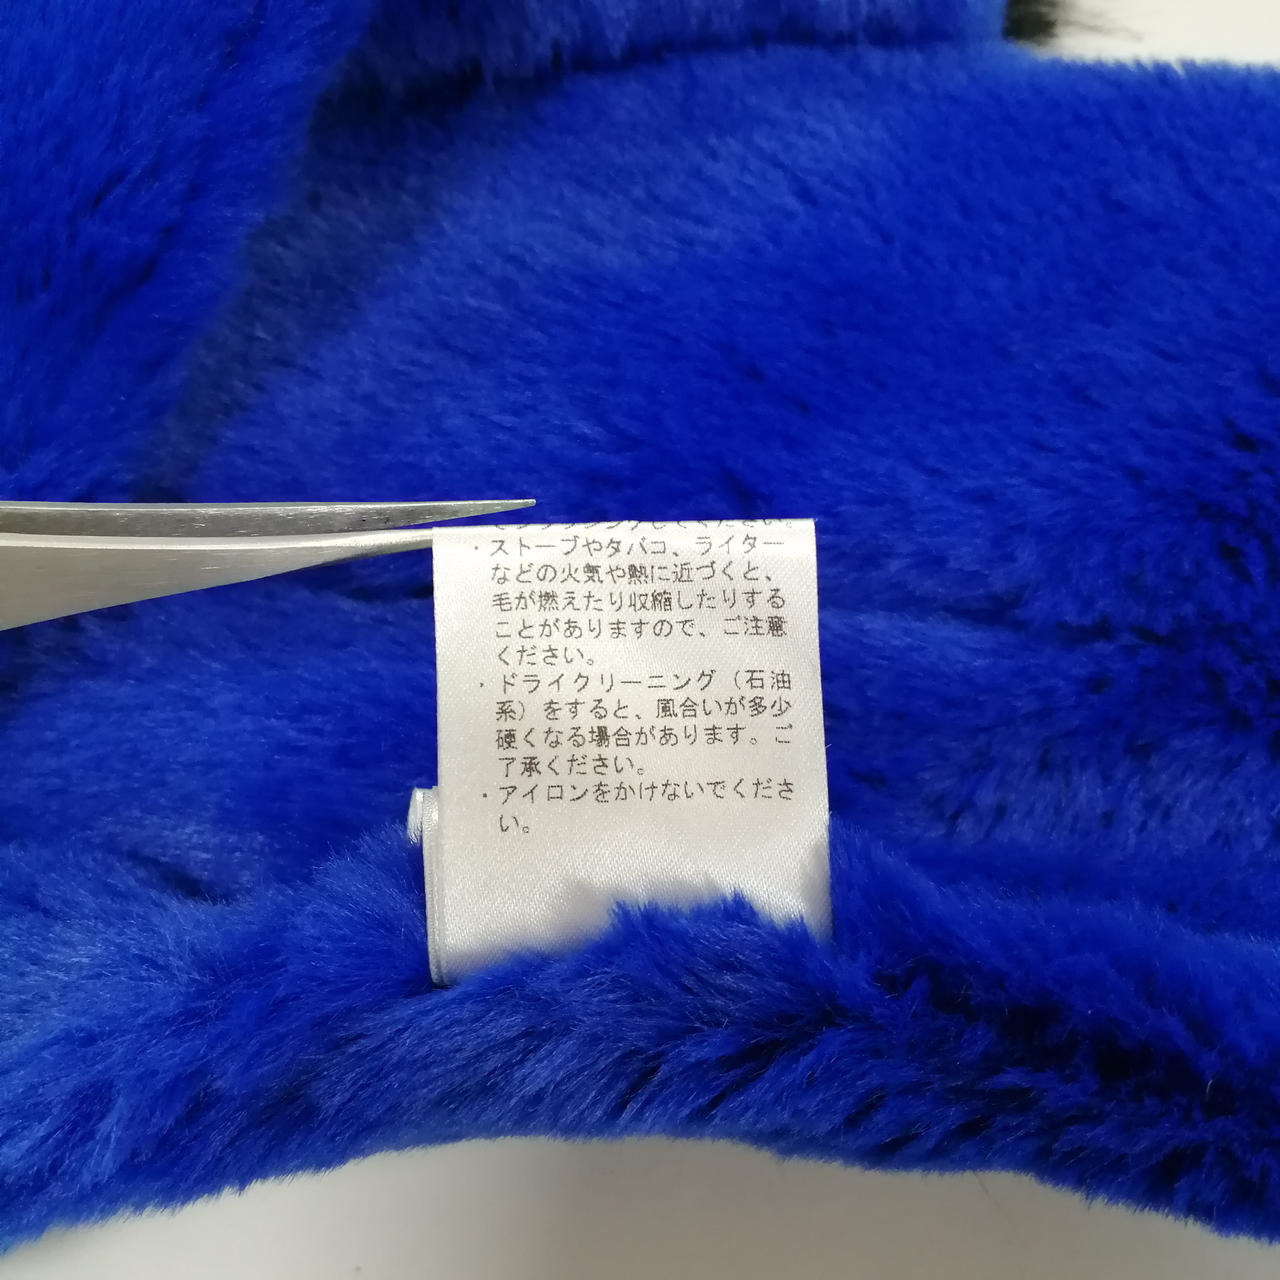 てください。
・ストーブやタバコ、ライター
などの火気や熱に近づくと、
毛が燃えたり収縮したりする
ことがありますので、ご注意
ください。
・ドライクリーニング（石油
系）をすると、風合いが多少
硬くなる場合があります。ご
了承ください。
・アイロンをかけないでくださ
い。